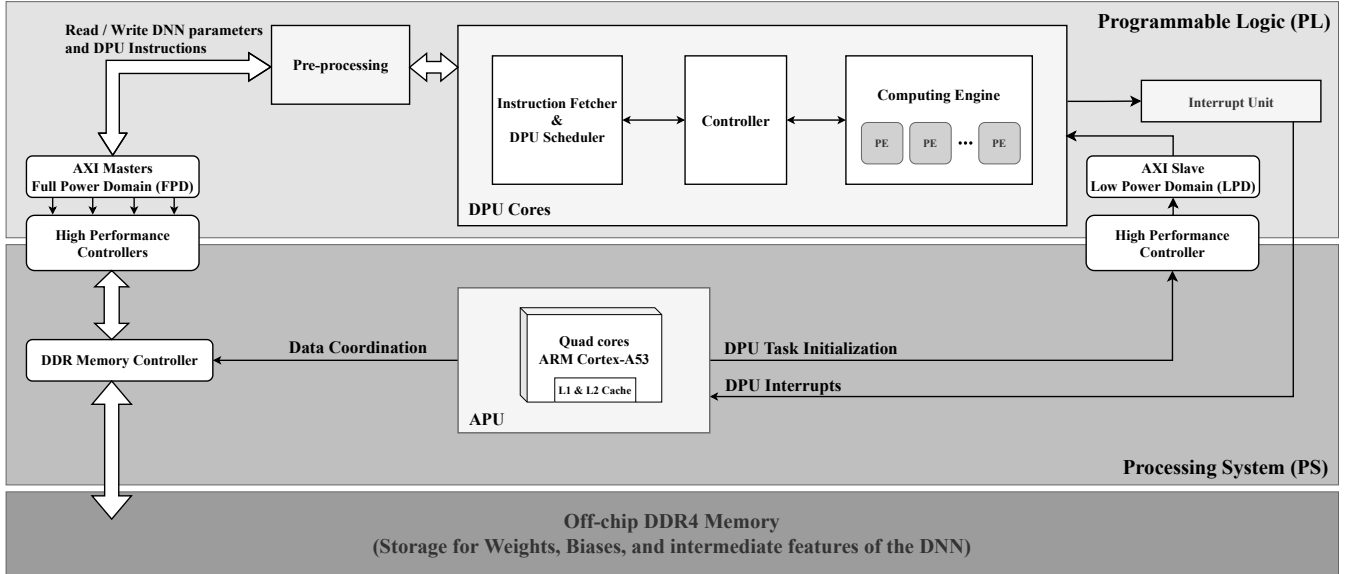 Programmable Logic (PL)
Read / Write DNN parameters
and DPU Instructions
Pre-processing
Instruction Fetcher
&
DPU Scheduler
Controller
Computing Engine
PE
PE
•••
PE
DPU Cores
Interrupt Unit
AXI Masters
Full Power Domain (FPD)
AXI Slave
Low Power Domain (LPD)
High Performance
Controllers
High Performance
Controller
DDR Memory Controller
Data Coordination
Quad cores
ARM Cortex-A53
L1 & L2 Cache
APU
DPU Task Initialization
DPU Interrupts
Processing System (PS)
Off-chip DDR4 Memory
(Storage for Weights, Biases, and intermediate features of the DNN)